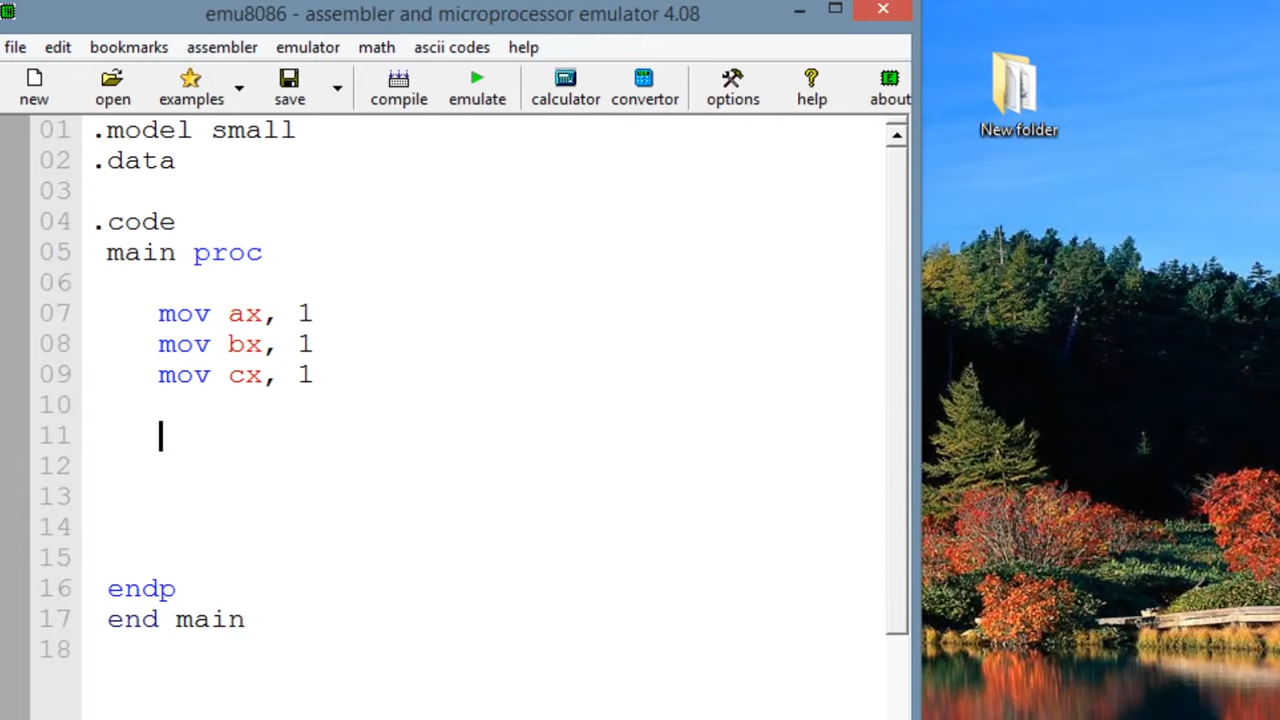 emu8086 - assembler and microprocessor emulator 4.08
file edit bookmarks assembler emulator math ascii codes help
new open examples save compile emulate calculator convertor options help about
01 .model small
02 .data
03
04 .code
05 main proc
06
07 mov ax, 1
08 mov bx, 1
09 mov cx, 1
10
11
12
13
14
15
16 endp
17 end main
18
New folder